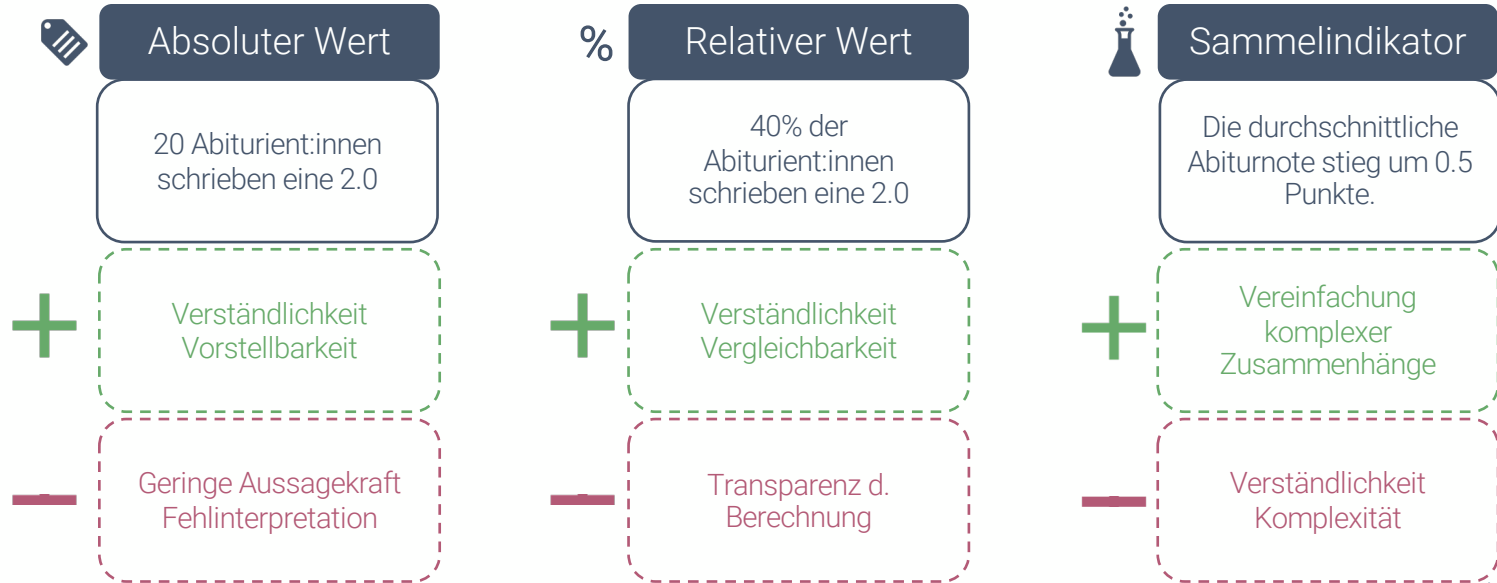 Absoluter Wert
20 Abiturient:innen
schrieben eine 2.0
Verständlichkeit
Vorstellbarkeit
Geringe Aussagekraft
Fehlinterpretation
%
Relativer Wert
40% der
Abiturient:innen
schrieben eine 2.0
Verständlichkeit
Vergleichbarkeit
Transparenz d.
Berechnung
Sammelindikator
Die durchschnittliche
Abiturnote stieg um 0.5
Punkte.
Vereinfachung
komplexer
Zusammenhänge
Verständlichkeit
Komplexität